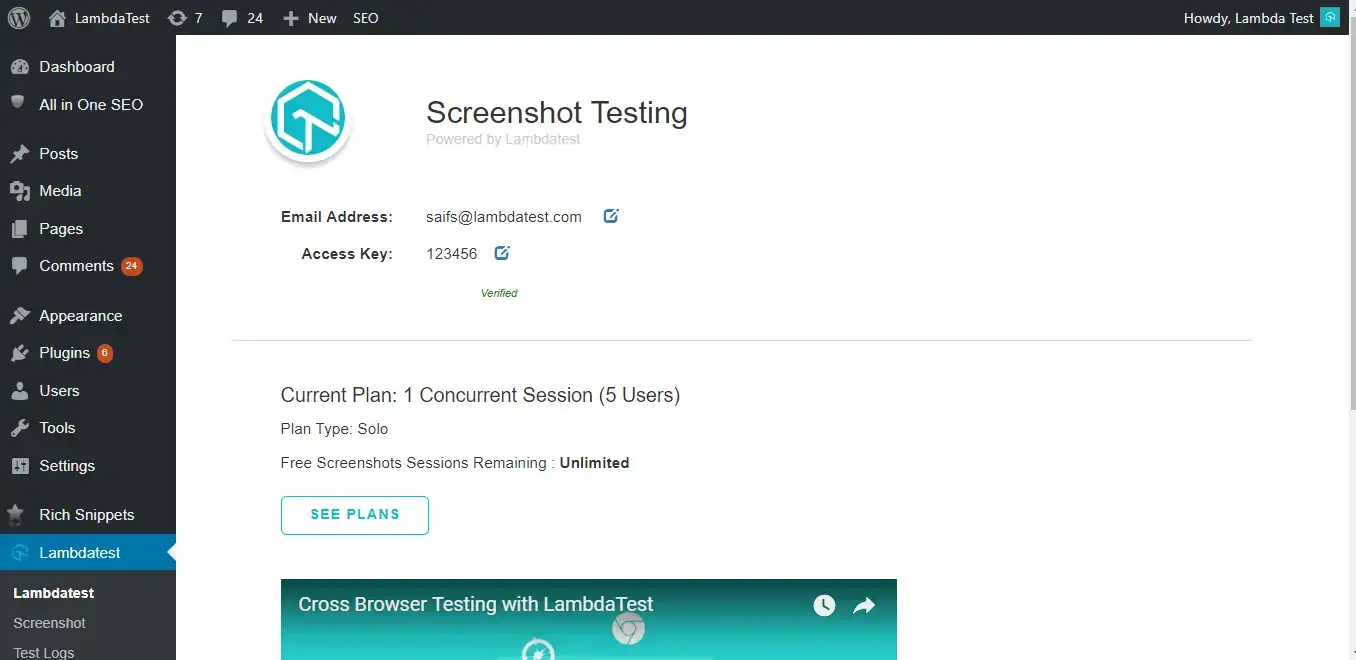 LambdaTest 7 24 New SEO Howdy, Lambda Test
Dashboard
All in One SEO
Posts
Media
Pages
Comments 24
Appearance
Plugins 6
Users
Tools
Settings
Rich Snippets
Lambdatest
Lambdatest
Screenshot
Test Logs
Screenshot Testing
Powered by Lambdatest
Email Address: saifs@lambdatest.com
Access Key: 123456
Verified
Current Plan: 1 Concurrent Session (5 Users)
Plan Type: Solo
Free Screenshots Sessions Remaining : Unlimited
SEE PLANS
Cross Browser Testing with LambdaTest